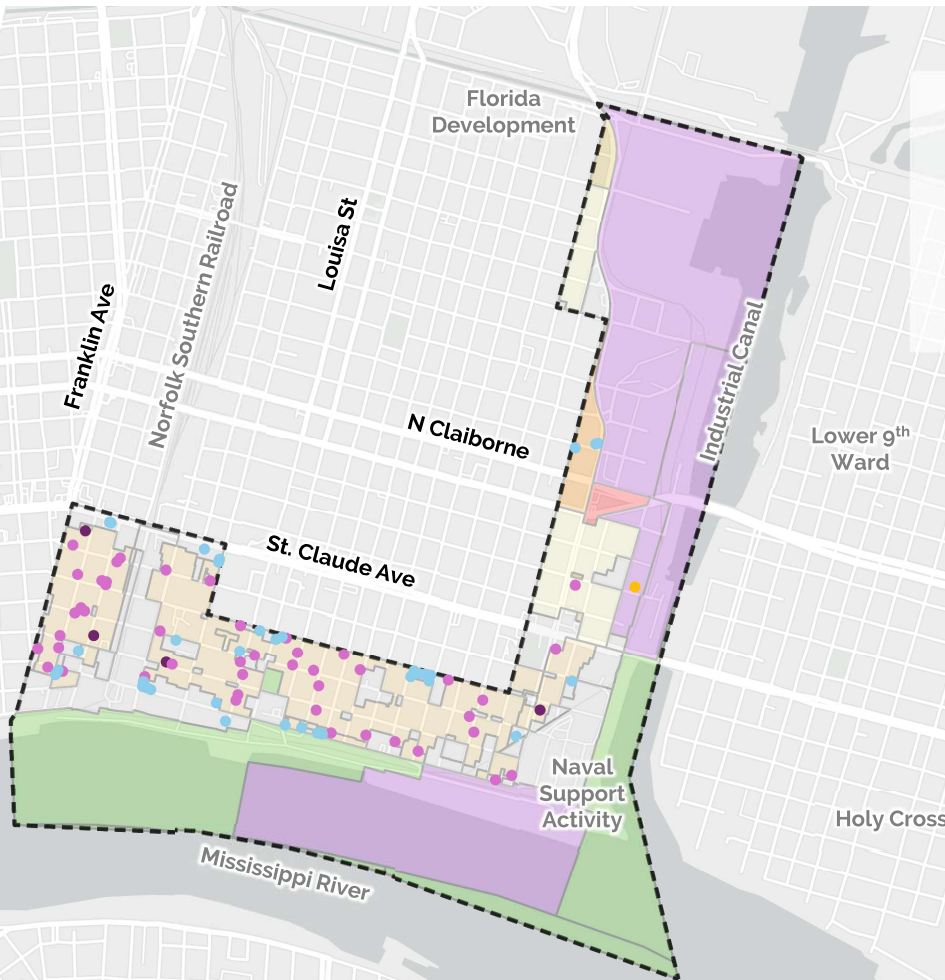 Florida
Development
Louisa St
Norfolk Southern Railroad
Franklin Ave
Industrial Canal
N Claiborne
Lower 9th
Ward
St. Claude Ave
Naval
Support
Activity
Holy Cross
Mississippi River